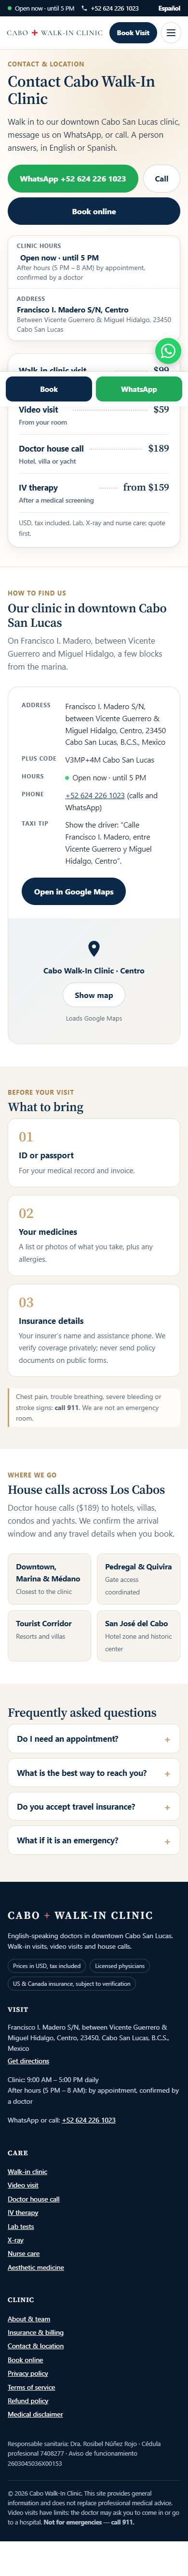 Open now · until 5 PM +52 624 226 1023 Español
CABO + WALK-IN CLINIC Book Visit
CONTACT & LOCATION
Contact Cabo Walk-In
Clinic
Walk in to our downtown Cabo San Lucas clinic,
message us on WhatsApp, or call. A person
answers, in English or Spanish.
WhatsApp +52 624 226 1023 Call
Book online
CLINIC HOURS
Open now · until 5 PM
After hours (5 PM – 8 AM) by appointment,
confirmed by a doctor
ADDRESS
Francisco I. Madero S/N, Centro
Between Vicente Guerrero & Miguel Hidalgo, 23450
Cabo San Lucas
Walk-in clinic visit $99
Book WhatsApp
Video visit $59
From your room
Doctor house call $189
Hotel, villa or yacht
IV therapy from $159
After a medical screening
USD, tax included. Lab, X-ray and nurse care: quote
first.
HOW TO FIND US
Our clinic in downtown Cabo
San Lucas
On Francisco I. Madero, between Vicente
Guerrero and Miguel Hidalgo, a few blocks
from the marina.
ADDRESS Francisco I. Madero S/N,
between Vicente Guerrero &
Miguel Hidalgo, Centro, 23450
Cabo San Lucas, B.C.S., Mexico
PLUS CODE V3MP+4M Cabo San Lucas
HOURS Open now · until 5 PM
PHONE +52 624 226 1023 (calls and
WhatsApp)
TAXI TIP Show the driver: “Calle
Francisco I. Madero, entre
Vicente Guerrero y Miguel
Hidalgo, Centro”.
Open in Google Maps
Cabo Walk-In Clinic · Centro
Show map
Loads Google Maps
BEFORE YOUR VISIT
What to bring
01
ID or passport
For your medical record and invoice.
02
Your medicines
A list or photos of what you take, plus any
allergies.
03
Insurance details
Your insurer’s name and assistance phone. We
verify coverage privately; never send policy
documents on public forms.
Chest pain, trouble breathing, severe bleeding or
stroke signs: call 911. We are not an emergency
room.
WHERE WE GO
House calls across Los Cabos
Doctor house calls ($189) to hotels, villas,
condos and yachts. We confirm the arrival
window and any travel details when you book.
Downtown,
Marina & Médano
Closest to the clinic
Pedregal & Quivira
Gate access
coordinated
Tourist Corridor
Resorts and villas
San José del Cabo
Hotel zone and historic
center
Frequently asked questions
Do I need an appointment? +
What is the best way to reach you? +
Do you accept travel insurance? +
What if it is an emergency? +
CABO + WALK-IN CLINIC
English-speaking doctors in downtown Cabo San Lucas.
Walk-in visits, video visits and house calls.
Prices in USD, tax included Licensed physicians
US & Canada insurance, subject to verification
VISIT
Francisco I. Madero S/N, between Vicente Guerrero &
Miguel Hidalgo, Centro, 23450, Cabo San Lucas, B.C.S.,
Mexico
Get directions
Clinic: 9:00 AM – 5:00 PM daily
After hours (5 PM – 8 AM): by appointment, confirmed by
a doctor
WhatsApp or call: +52 624 226 1023
CARE
Walk-in clinic
Video visit
Doctor house call
IV therapy
Lab tests
X-ray
Nurse care
Aesthetic medicine
CLINIC
About & team
Insurance & billing
Contact & location
Book online
Privacy policy
Terms of service
Refund policy
Medical disclaimer
Responsable sanitaria: Dra. Rosibel Núñez Rojo · Cédula
profesional 7408277 · Aviso de funcionamiento
2603045036X00153
© 2026 Cabo Walk-In Clinic. This site provides general
information and does not replace professional medical advice.
Video visits have limits: the doctor may ask you to come in or go
to a hospital. Not for emergencies — call 911.